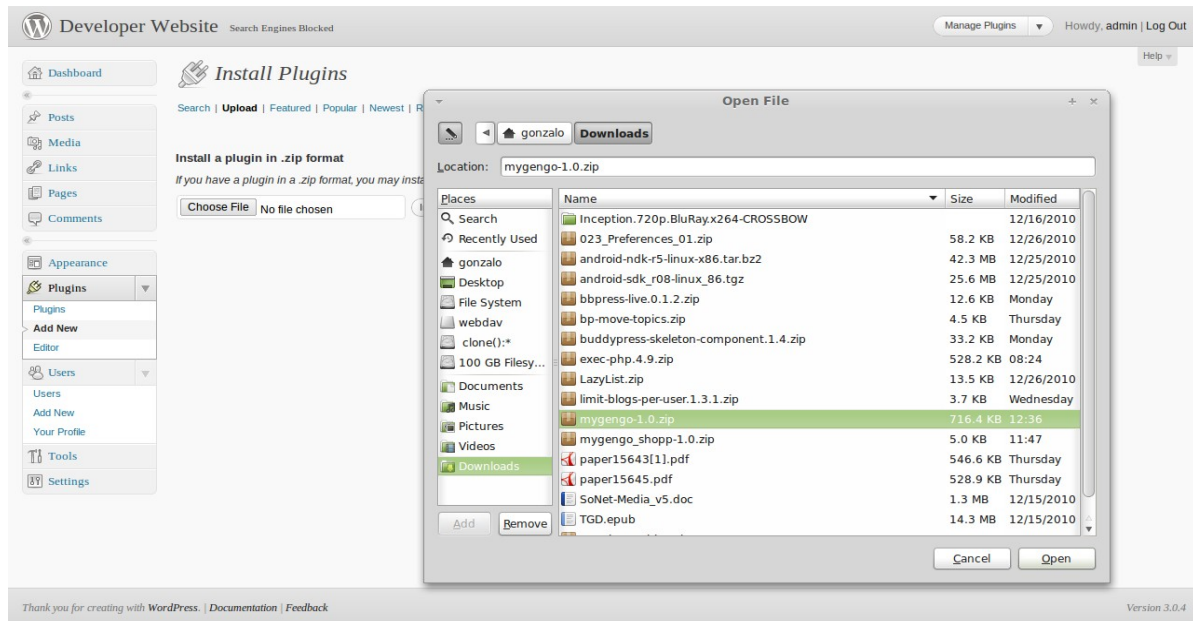 Developer Website Search Engines Blocked
Manage Plugins
Howdy, admin | Log Out
Help
Dashboard
Posts
Media
Links
Pages
Comments
Appearance
Plugins
Plugins
Add New
Editor
Users
Users
Add New
Your Profile
Tools
Settings
Install Plugins
Search | Upload | Featured | Popular | Newest | R
Install a plugin in .zip format
If you have a plugin in a .zip format, you may insta
Choose File No file chosen
Open File
gonzalo Downloads
Location: mygengo-1.0.zip
Places
Search
Recently Used
gonzalo
Desktop
File System
webdav
clone():*
100 GB Filesy...
Documents
Music
Pictures
Videos
Downloads
Add Remove
Name Size Modified
Inception.720p.BluRay.x264-CROSSBOW 12/16/2010
023_Preferences_01.zip 58.2 KB 12/26/2010
android-ndk-r5-linux-x86.tar.bz2 42.3 MB 12/25/2010
android-sdk_r08-linux_86.tgz 25.6 MB 12/25/2010
bbpress-live.0.1.2.zip 12.6 KB Monday
bp-move-topics.zip 4.5 KB Thursday
buddypress-skeleton-component.1.4.zip 33.2 KB Monday
exec-php.4.9.zip 528.2 KB 08:24
LazyList.zip 13.5 KB 12/26/2010
limit-blogs-per-user.1.3.1.zip 3.7 KB Wednesday
mygengo-1.0.zip 716.4 KB 12:36
mygengo_shopp-1.0.zip 5.0 KB 11:47
paper15643[1].pdf 546.6 KB Thursday
paper15645.pdf 528.9 KB Thursday
SoNet-Media_v5.doc 1.3 MB 12/15/2010
TGD.epub 14.3 MB 12/15/2010
Cancel Open
Thank you for creating with WordPress. | Documentation | Feedback
Version 3.0.4